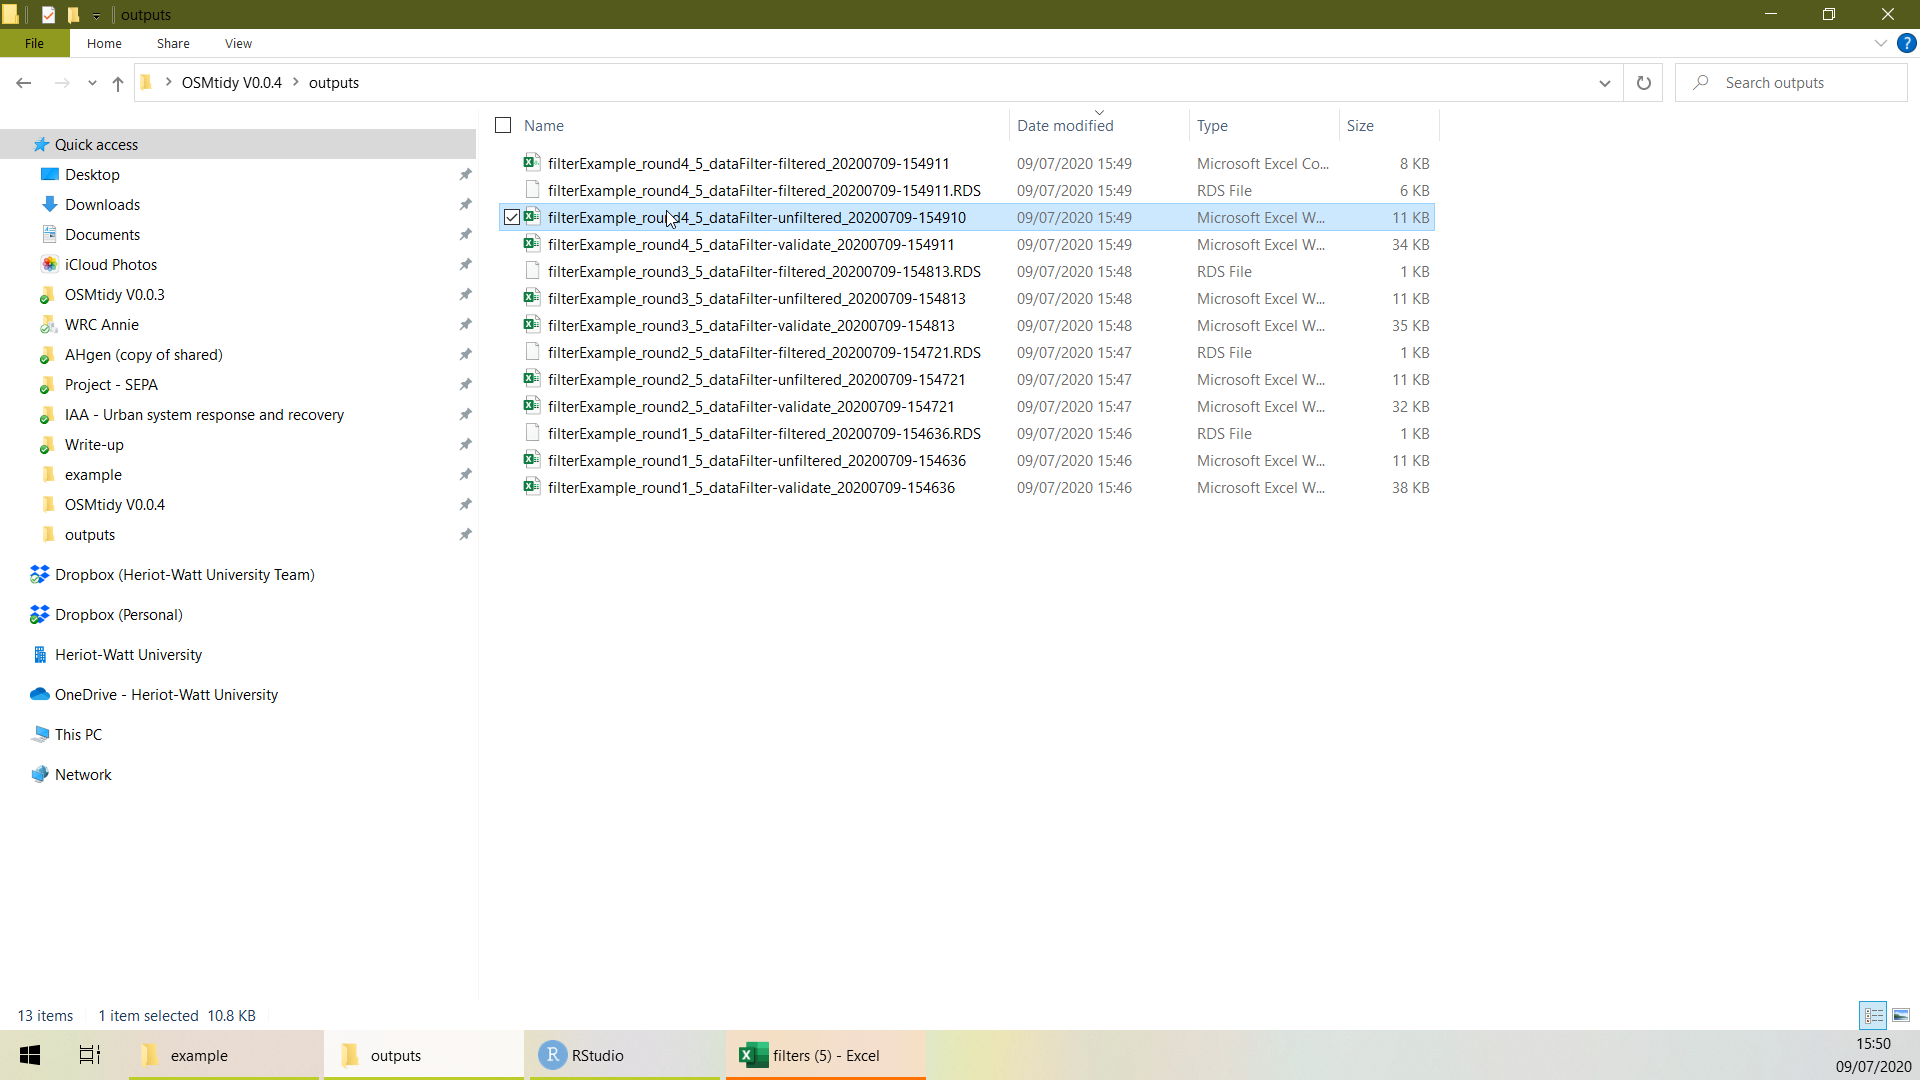 outputs
File Home Share View
OSMtidy V0.0.4 outputs
Search outputs
Name Date modified Type Size
Quick access
Desktop
Downloads
Documents
iCloud Photos
OSMtidy V0.0.3
WRC Annie
AHgen (copy of shared)
Project - SEPA
IAA - Urban system response and recovery
Write-up
example
OSMtidy V0.0.4
outputs
Dropbox (Heriot-Watt University Team)
Dropbox (Personal)
Heriot-Watt University
OneDrive - Heriot-Watt University
This PC
Network
filterExample_round4_5_dataFilter-filtered_20200709-154911 09/07/2020 15:49 Microsoft Excel Co... 8 KB
filterExample_round4_5_dataFilter-filtered_20200709-154911.RDS 09/07/2020 15:49 RDS File 6 KB
filterExample_round4_5_dataFilter-unfiltered_20200709-154910 09/07/2020 15:49 Microsoft Excel W... 11 KB
filterExample_round4_5_dataFilter-validate_20200709-154911 09/07/2020 15:49 Microsoft Excel W... 34 KB
filterExample_round3_5_dataFilter-filtered_20200709-154813.RDS 09/07/2020 15:48 RDS File 1 KB
filterExample_round3_5_dataFilter-unfiltered_20200709-154813 09/07/2020 15:48 Microsoft Excel W... 11 KB
filterExample_round3_5_dataFilter-validate_20200709-154813 09/07/2020 15:48 Microsoft Excel W... 35 KB
filterExample_round2_5_dataFilter-filtered_20200709-154721.RDS 09/07/2020 15:47 RDS File 1 KB
filterExample_round2_5_dataFilter-unfiltered_20200709-154721 09/07/2020 15:47 Microsoft Excel W... 11 KB
filterExample_round2_5_dataFilter-validate_20200709-154721 09/07/2020 15:47 Microsoft Excel W... 32 KB
filterExample_round1_5_dataFilter-filtered_20200709-154636.RDS 09/07/2020 15:46 RDS File 1 KB
filterExample_round1_5_dataFilter-unfiltered_20200709-154636 09/07/2020 15:46 Microsoft Excel W... 11 KB
filterExample_round1_5_dataFilter-validate_20200709-154636 09/07/2020 15:46 Microsoft Excel W... 38 KB
13 items 1 item selected 10.8 KB
example outputs R RStudio filters (5) - Excel
15:50
09/07/2020